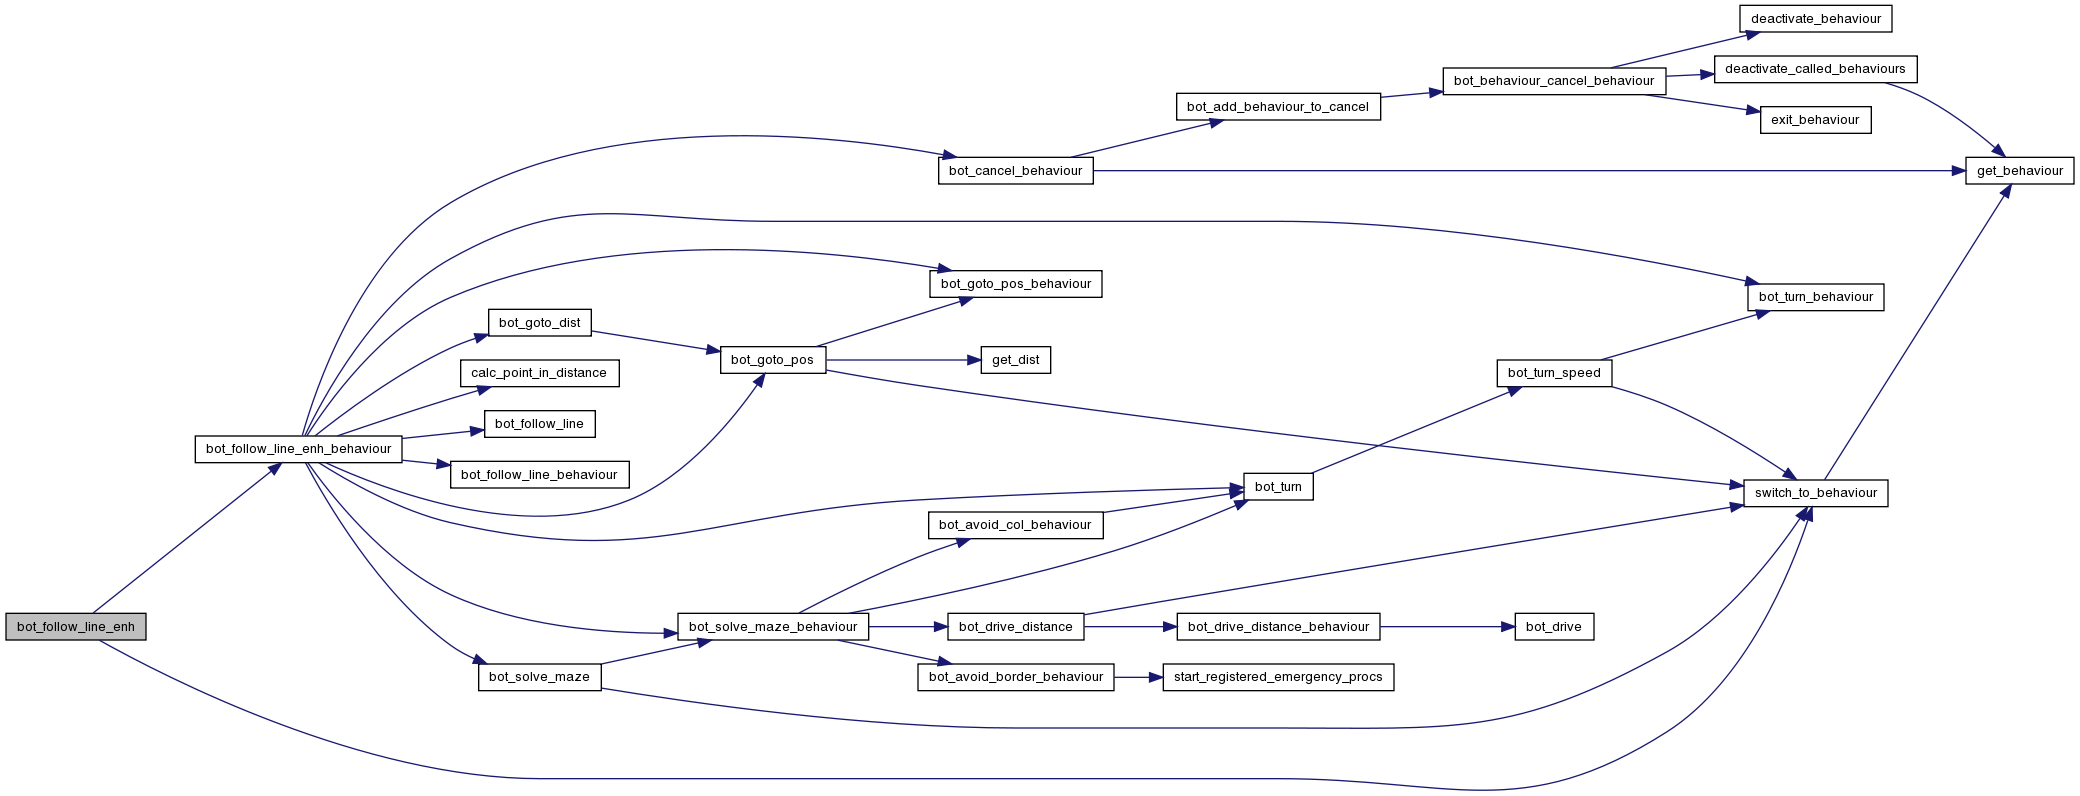 deactivate_behaviour
deactivate_called_behaviours
bot_behaviour_cancel_behaviour
bot_add_behaviour_to_cancel
exit_behaviour
bot_cancel_behaviour
get_behaviour
bot_goto_pos_behaviour
bot_turn_behaviour
bot_goto_dist
bot_goto_pos
get_dist
calc_point_in_distance
bot_turn_speed
bot_follow_line
bot_follow_line_enh_behaviour
bot_follow_line_behaviour
bot_turn
switch_to_behaviour
bot_avoid_col_behaviour
bot_follow_line_enh
bot_solve_maze_behaviour
bot_drive_distance
bot_drive_distance_behaviour
bot_drive
bot_solve_maze
bot_avoid_border_behaviour
start_registered_emergency_procs